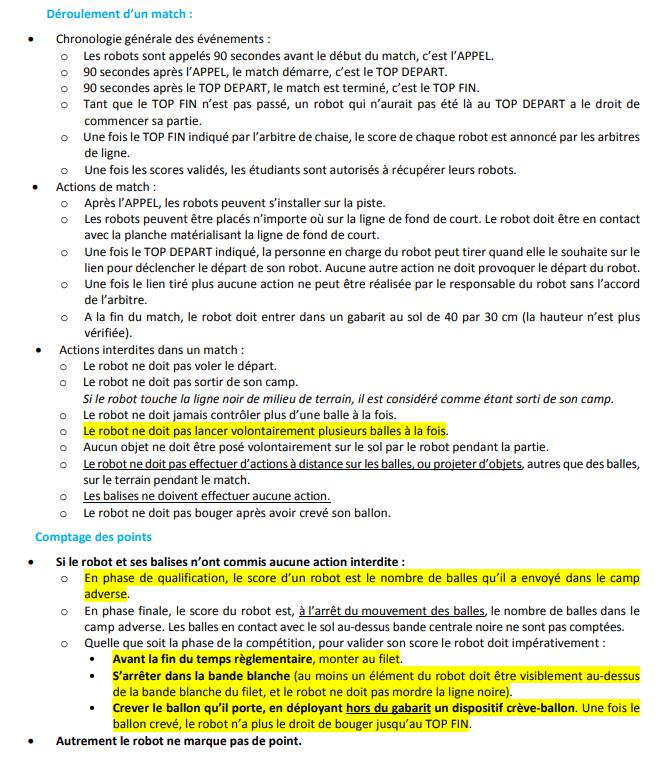 Déroulement d'un match :
• Chronologie générale des événements :
o Les robots sont appelés 90 secondes avant le début du match, c'est l'APPEL.
o 90 secondes après l'APPEL, le match démarre, c'est le TOP DEPART.
o 90 secondes après le TOP DEPART, le match est terminé, c'est le TOP FIN.
o Tant que le TOP FIN n'est pas passé, un robot qui n'aurait pas été là au TOP DEPART a le droit de
commencer sa partie.
o Une fois le TOP FIN indiqué par l'arbitre de chaise, le score de chaque robot est annoncé par les arbitres
de ligne.
o Une fois les scores validés, les étudiants sont autorisés à récupérer leurs robots.
• Actions de match :
o Après l'APPEL, les robots peuvent s'installer sur la piste.
o Les robots peuvent être placés n'importe où sur la ligne de fond de court. Le robot doit être en contact
avec la planche matérialisant la ligne de fond de court.
o Une fois le TOP DEPART indiqué, la personne en charge du robot peut tirer quand elle le souhaite sur le
lien pour déclencher le départ de son robot. Aucune autre action ne doit provoquer le départ du robot.
o Une fois le lien tiré plus aucune action ne peut être réalisée par le responsable du robot sans l'accord
de l'arbitre.
o A la fin du match, le robot doit entrer dans un gabarit au sol de 40 par 30 cm (la hauteur n'est plus
vérifiée).
• Actions interdites dans un match :
o Le robot ne doit pas voler le départ.
o Le robot ne doit pas sortir de son camp.
Si le robot touche la ligne noir de milieu de terrain, il est considéré comme étant sorti de son camp.
o Le robot ne doit jamais contrôler plus d'une balle à la fois.
o Le robot ne doit pas lancer volontairement plusieurs balles à la fois.
o Aucun objet ne doit être posé volontairement sur le sol par le robot pendant la partie.
o Le robot ne doit pas effectuer d'actions à distance sur les balles, ou projeter d'objets, autres que des balles,
sur le terrain pendant le match.
o Les balises ne doivent effectuer aucune action.
o Le robot ne doit pas bouger après avoir crevé son ballon.
Comptage des points
• Si le robot et ses balises n'ont commis aucune action interdite :
o En phase de qualification, le score d'un robot est le nombre de balles qu'il a envoyé dans le camp
adverse.
o En phase finale, le score du robot est, à l'arrêt du mouvement des balles, le nombre de balles dans le
camp adverse. Les balles en contact avec le sol au-dessus bande centrale noire ne sont pas comptées.
o Quelle que soit la phase de la compétition, pour valider son score le robot doit impérativement :
• Avant la fin du temps règlementaire, monter au filet.
• S'arrêter dans la bande blanche (au moins un élément du robot doit être visiblement au-dessus
de la bande blanche du filet, et le robot ne doit pas mordre la ligne noire).
• Crever le ballon qu'il porte, en déployant hors du gabarit un dispositif crève-ballon. Une fois le
ballon crevé, le robot n'a plus le droit de bouger jusqu'au TOP FIN.
• Autrement le robot ne marque pas de point.